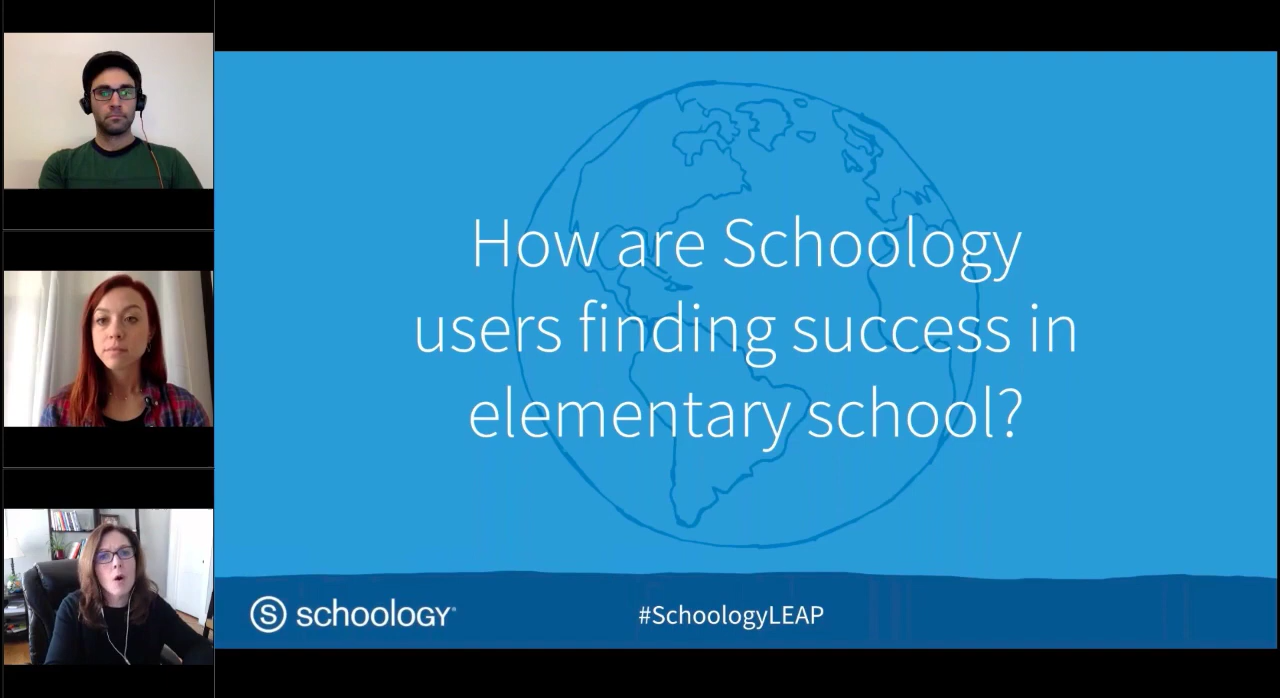 How are Schoology
users finding success in
elementary school?
S schoology®
#SchoologyLEAP